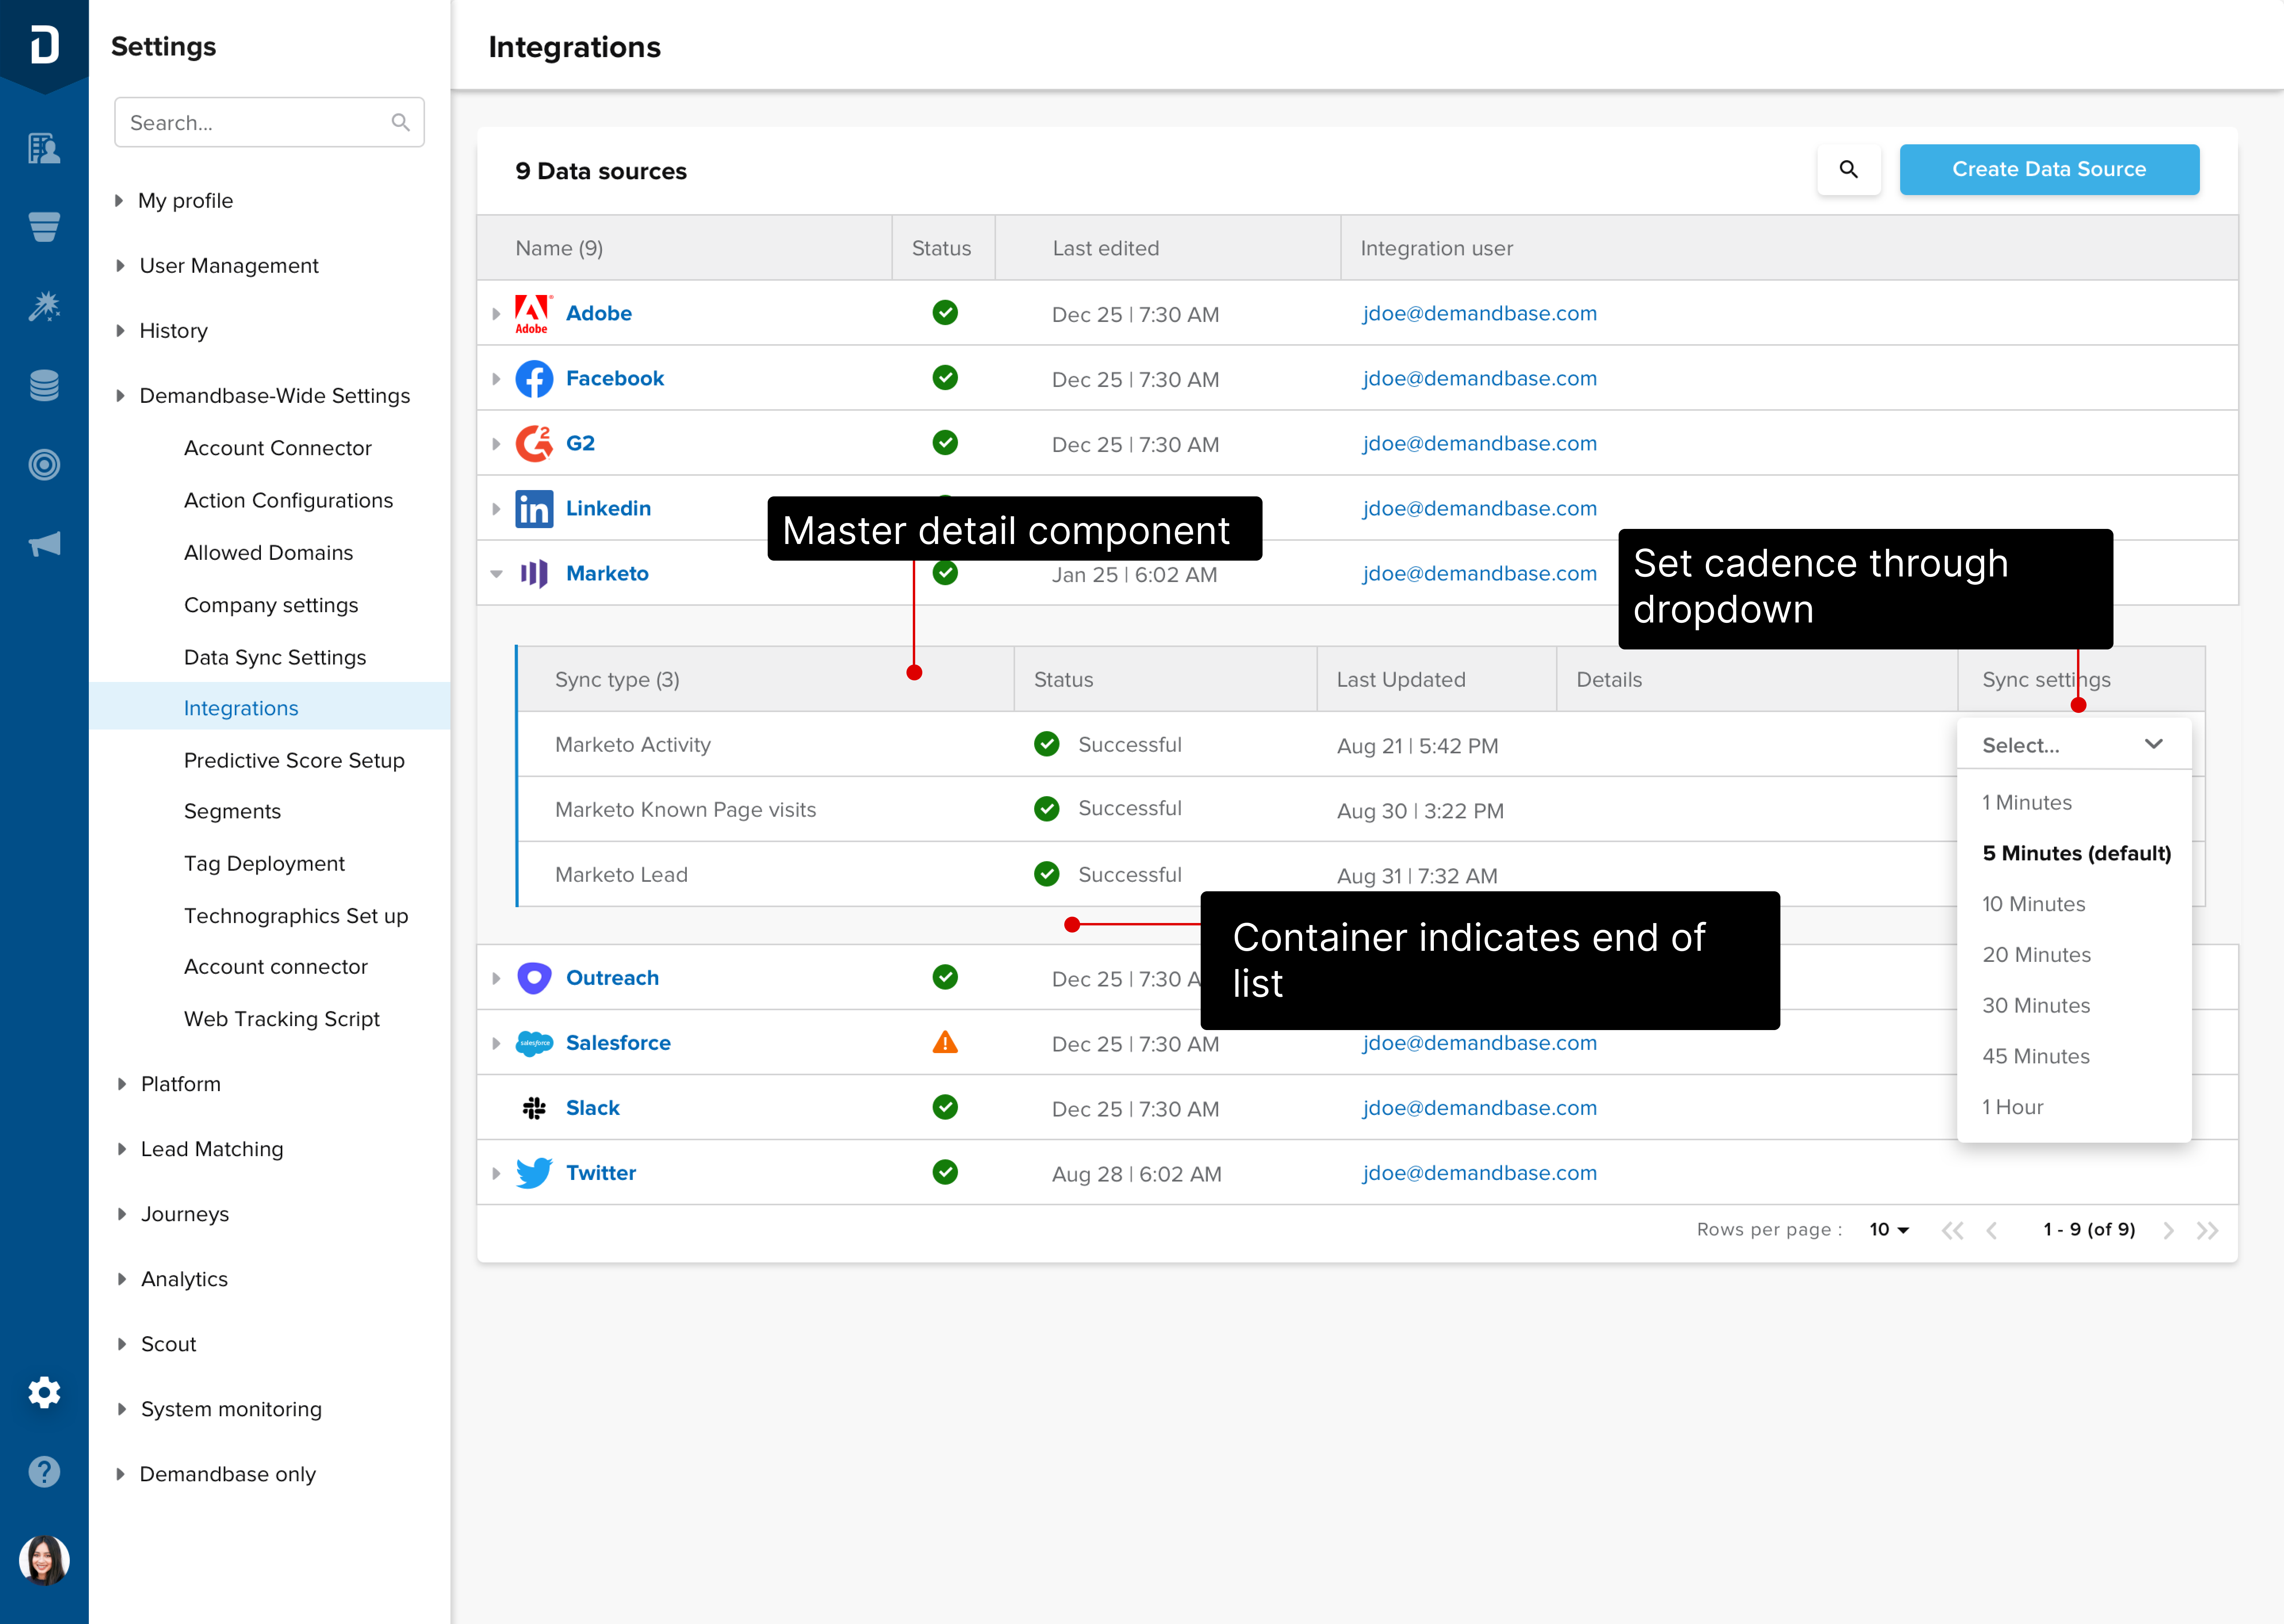 Settings
Search...
My profile
User Management
History
Demandbase-Wide Settings
Account Connector
Action Configurations
Allowed Domains
Company settings
Data Sync Settings
Integrations
Predictive Score Setup
Segments
Tag Deployment
Technographics Set up
Account connector
Web Tracking Script
Platform
Lead Matching
Journeys
Analytics
Scout
System monitoring
Demandbase only
Integrations
9 Data sources
Create Data Source
Name (9) Status Last edited Integration user
Adobe Adobe Dec 25 | 7:30 AM jdoe@demandbase.com
Facebook Dec 25 | 7:30 AM jdoe@demandbase.com
G2 Dec 25 | 7:30 AM jdoe@demandbase.com
in Linkedin jdoe@demandbase.com
Master detail component
Marketo Jan 25 | 6:02 AM jdoe@demandbase.com
Set cadence through
dropdown
Sync type (3) Status Last Updated Details Sync settings
Marketo Activity Successful Aug 21 | 5:42 PM
Marketo Known Page visits Successful Aug 30 | 3:22 PM
Marketo Lead Successful Aug 31 | 7:32 AM
Select...
1 Minutes
5 Minutes (default)
10 Minutes
20 Minutes
30 Minutes
45 Minutes
1 Hour
Container indicates end of
list
Outreach Dec 25 | 7:30 A
salesforce Salesforce Dec 25 | 7:30 AM jdoe@demandbase.com
Slack Dec 25 | 7:30 AM jdoe@demandbase.com
Twitter Aug 28 | 6:02 AM jdoe@demandbase.com
Rows per page : 10 1 - 9 (of 9)